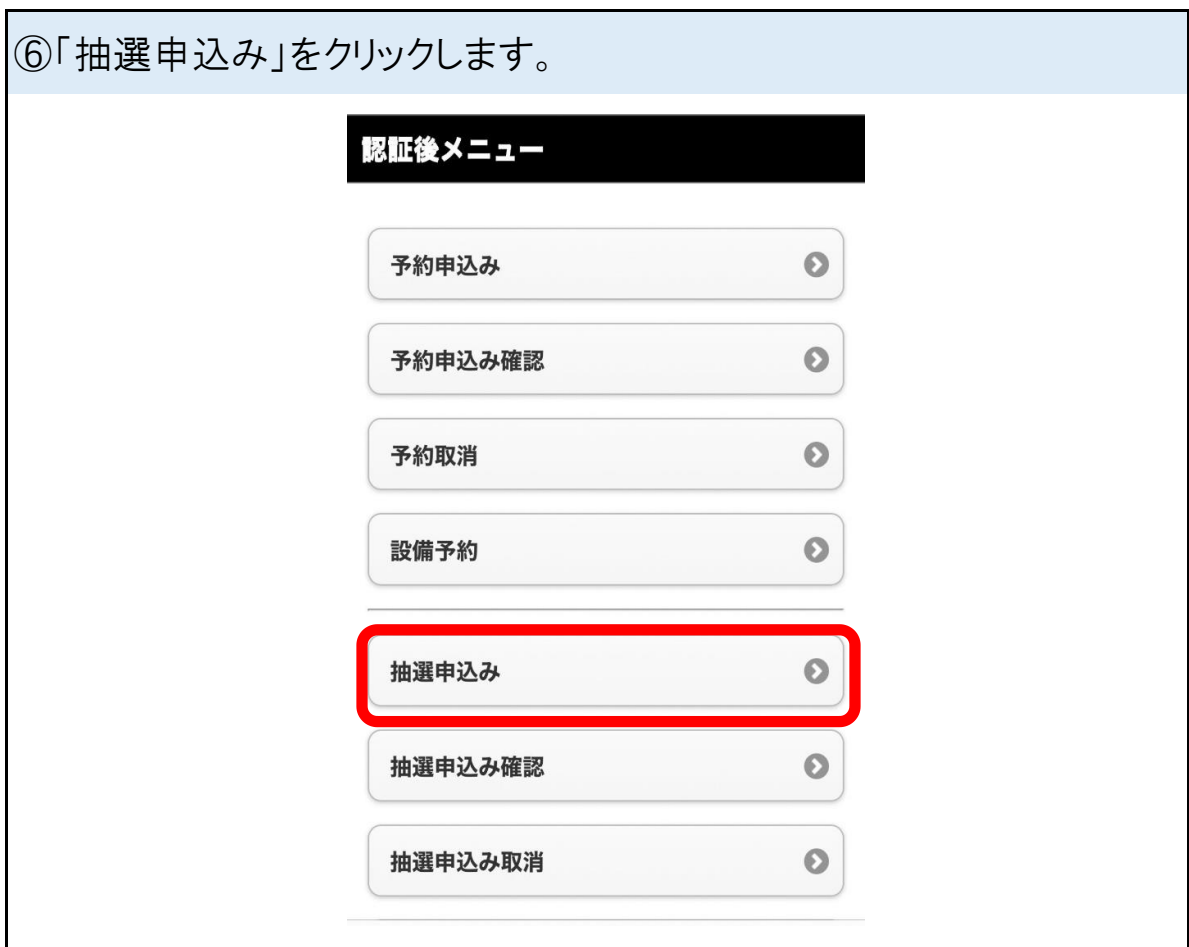 ⑥「抽選申込み」をクリックします。
認証後メニュー
予約申込み
予約申込み確認
予約取消
設備予約
抽選申込み
抽選申込み確認
抽選申込み取消